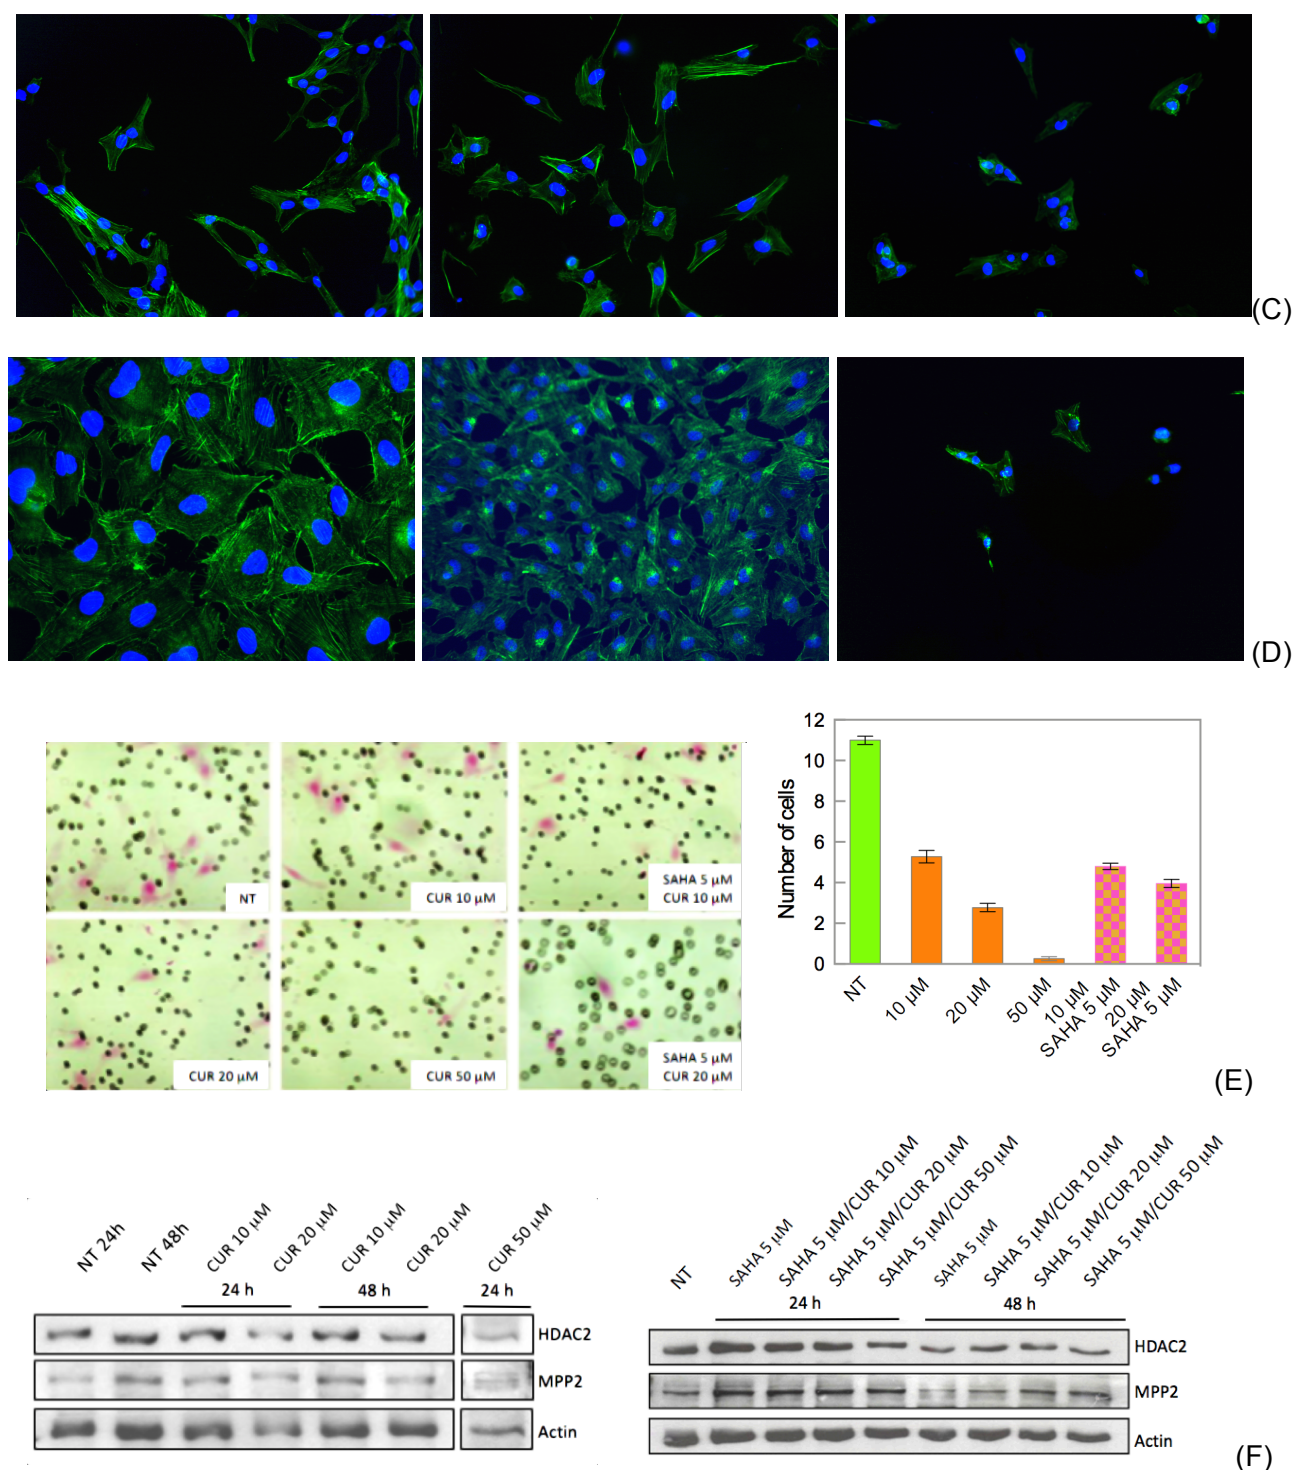 (C)
(D)
NT
CUR 10 μM
SAHA 5 μM
CUR 10 μM
CUR 20 μM
CUR 50 μM
SAHA 5 μM
CUR 20 μM
Number of cells
12
10
8
6
4
2
0
NT
10 μM
20 μM
50 μM
10 μM
SAHA 5 μM
20 μM
SAHA 5 μM
(E)
NT 24h
NT 48h
CUR 10 μM
CUR 20 μM
CUR 10 μM
CUR 20 μM
CUR 50 μM
24 h
48 h
24 h
HDAC2
MPP2
Actin
NT
SAHA 5 μM
SAHA 5 μM/CUR 10 μM
SAHA 5 μM/CUR 20 μM
SAHA 5 μM/CUR 50 μM
SAHA 5 μM
SAHA 5 μM/CUR 10 μM
SAHA 5 μM/CUR 20 μM
SAHA 5 μM/CUR 50 μM
24 h
48 h
HDAC2
MPP2
Actin
(F)